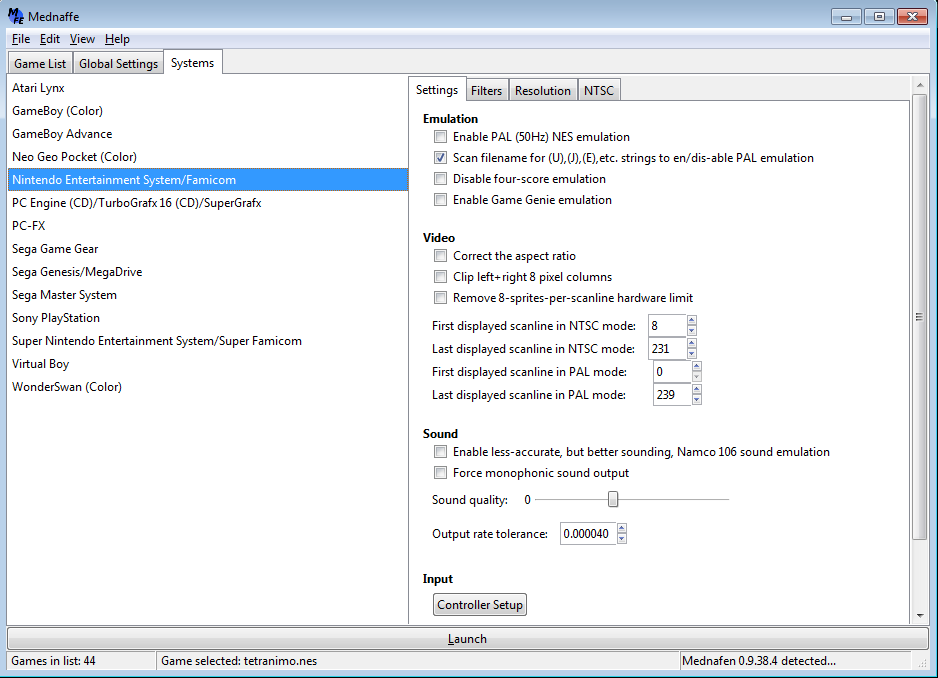 Mednaffe
File Edit View Help
Game List Global Settings Systems
Atari Lynx
GameBoy (Color)
GameBoy Advance
Neo Geo Pocket (Color)
Nintendo Entertainment System/Famicom
PC Engine (CD)/TurboGrafx 16 (CD)/SuperGrafx
PC-FX
Sega Game Gear
Sega Genesis/MegaDrive
Sega Master System
Sony PlayStation
Super Nintendo Entertainment System/Super Famicom
Virtual Boy
WonderSwan (Color)
Settings Filters Resolution NTSC
Emulation
Enable PAL (50Hz) NES emulation
Scan filename for (U),(J),(E),etc. strings to en/dis-able PAL emulation
Disable four-score emulation
Enable Game Genie emulation
Video
Correct the aspect ratio
Clip left+right 8 pixel columns
Remove 8-sprites-per-scanline hardware limit
First displayed scanline in NTSC mode: 8
Last displayed scanline in NTSC mode: 231
First displayed scanline in PAL mode: 0
Last displayed scanline in PAL mode: 239
Sound
Enable less-accurate, but better sounding, Namco 106 sound emulation
Force monophonic sound output
Sound quality: 0
Output rate tolerance: 0.000040
Input
Controller Setup
Launch
Games in list: 44 Game selected: tetranimo.nes Mednafen 0.9.38.4 detected...